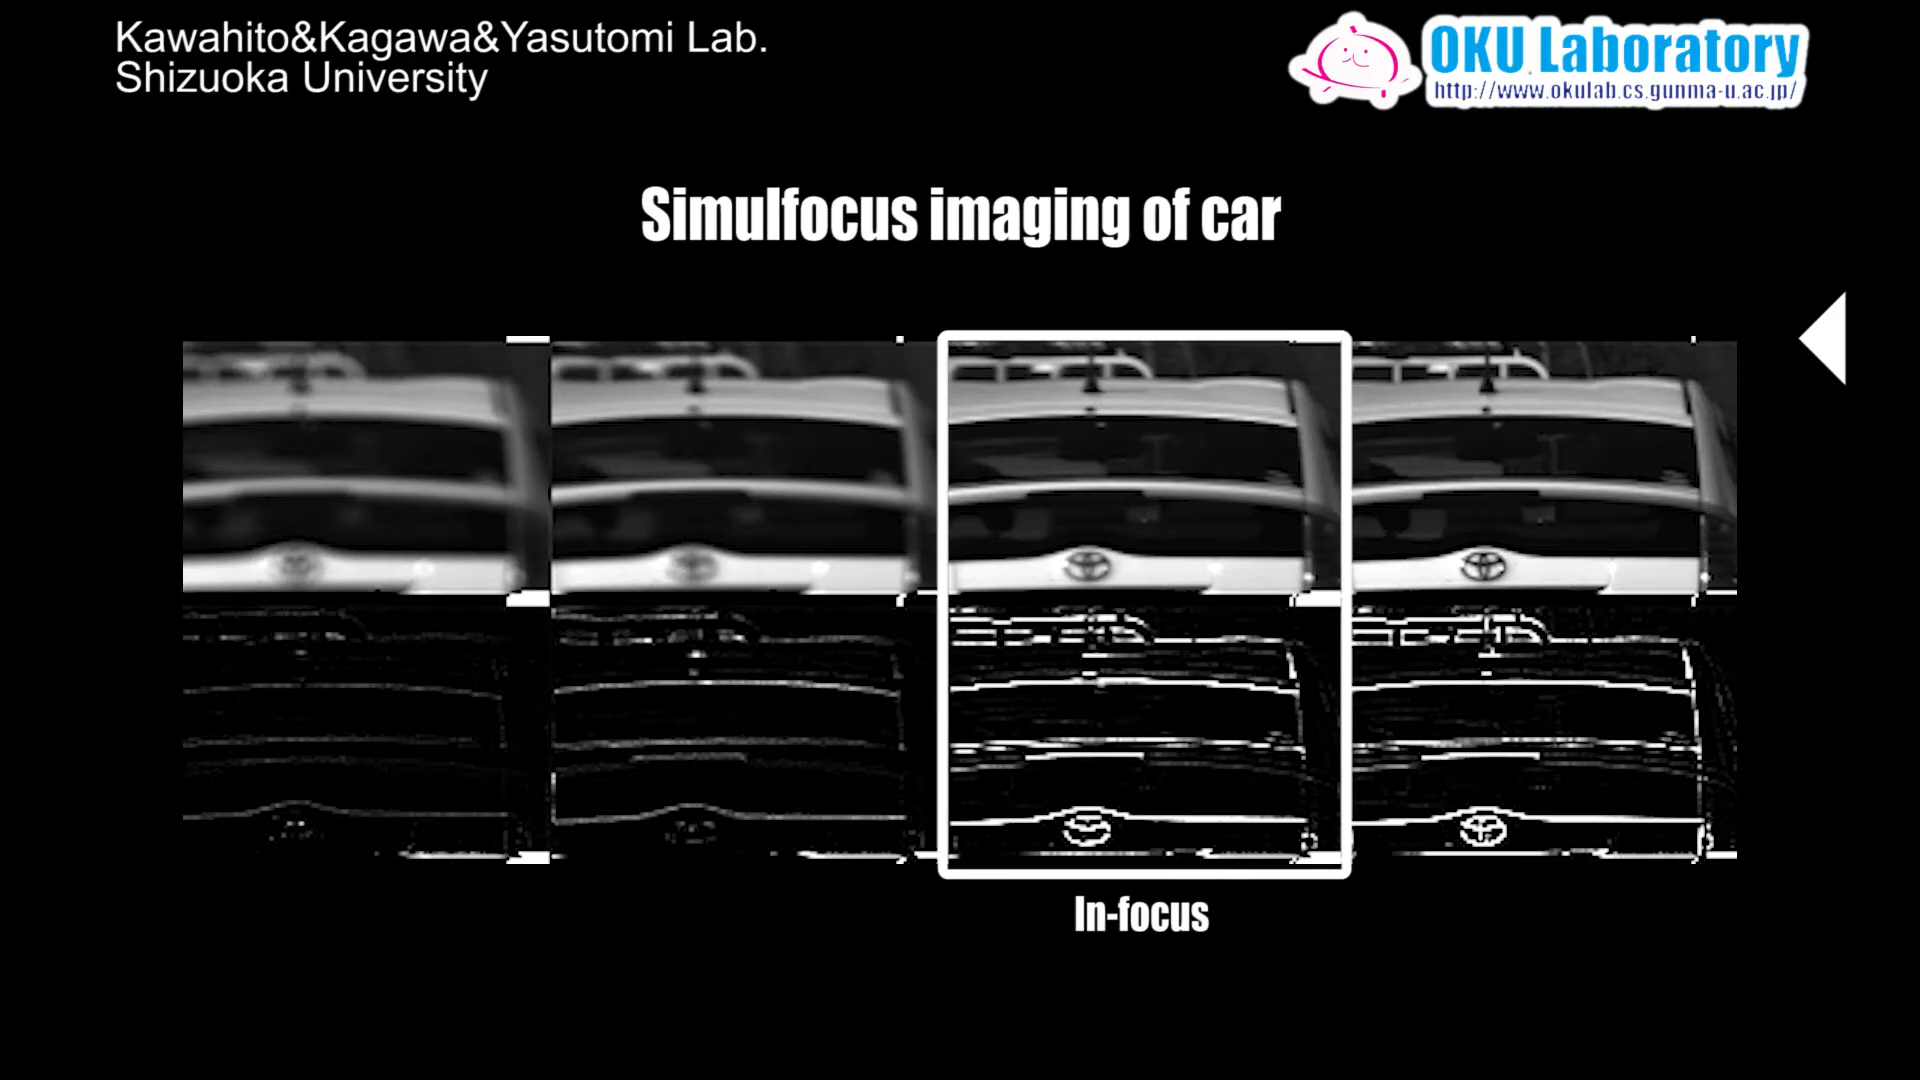 Kawahito&Kagawa&Yasutomi Lab.
Shizuoka University
OKU Laboratory
http://www.okulab.cs.gunma-u.ac.jp/
Simulfocus imaging of car
In-focus